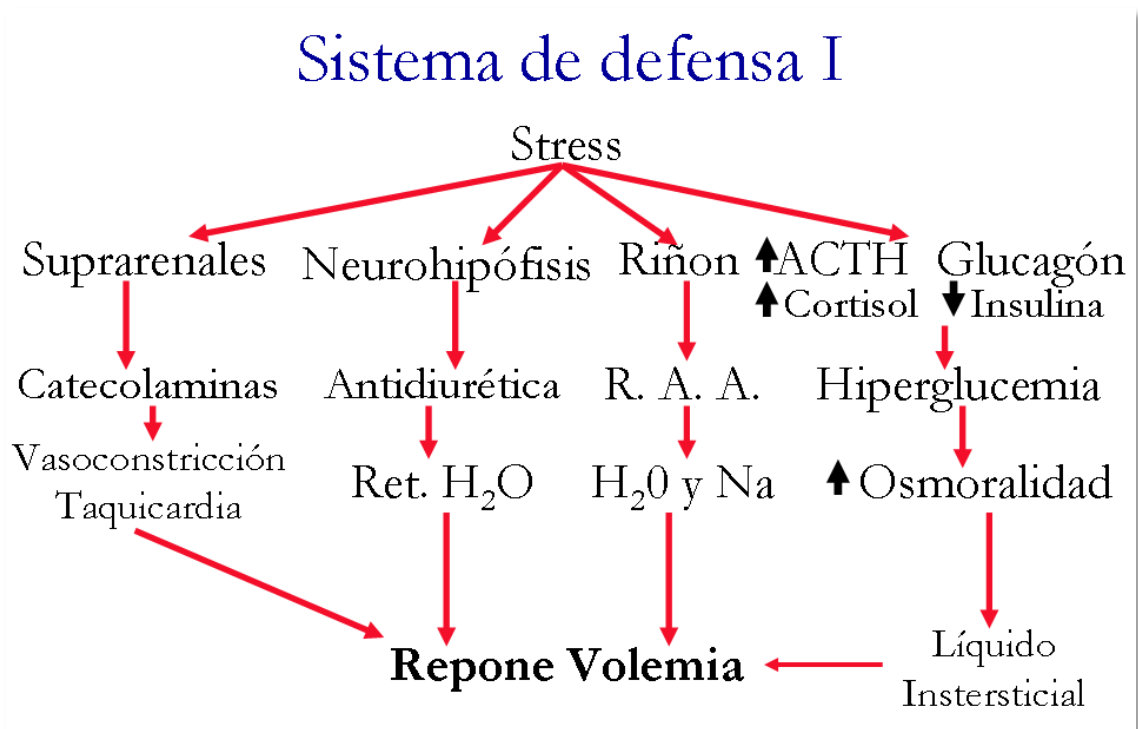 Sistema de defensa I
Stress
Suprarenales Neurohipófisis Riñon ACTH Glucagón
Cortisol Insulina
Catecolaminas Antidiurética R. A. A. Hiperglucemia
Vasoconstricción
Taquicardia
Ret. H₂O H₂0 y Na Osmoralidad
Repone Volemia
Líquido
Instersticial